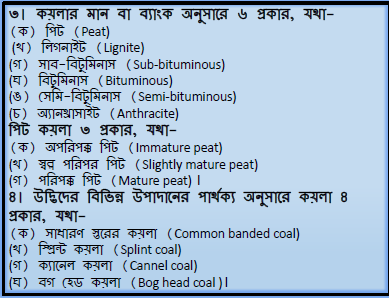 ৩। কয়লার মান বা ব্যাংক অনুসারে ৬ প্রকার, যথা–
(ক) পিট (Peat)
(খ) লিগনাইট (Lignite)
(গ) সাব-বিটুমিনাস (Sub-bituminous)
(ঘ) বিটুমিনাস (Bituminous)
(ঙ) সেমি-বিটুমিনাস (Semi-bituminous)
(চ) অ্যানথ্রাসাইট (Anthracite)
পিট কয়লা ৩ প্রকার, যথা–
(ক) অপরিপক্ক পিট (Immature peat)
(খ) স্বল্প পরিপর পিট (Slightly mature peat)
(গ) পরিপক্ক পিট (Mature peat)।
৪। উদ্ভিদের বিভিন্ন উপাদানের পার্থক্য অনুসারে কয়লা ৪
প্রকার, যথা–
(ক) সাধারণ স্তরের কয়লা (Common banded coal)
(খ) স্প্রিন্ট কয়লা (Splint coal)
(গ) ক্যানেল কয়লা (Cannel coal)
(ঘ) বগ হেড কয়লা (Bog head coal)।